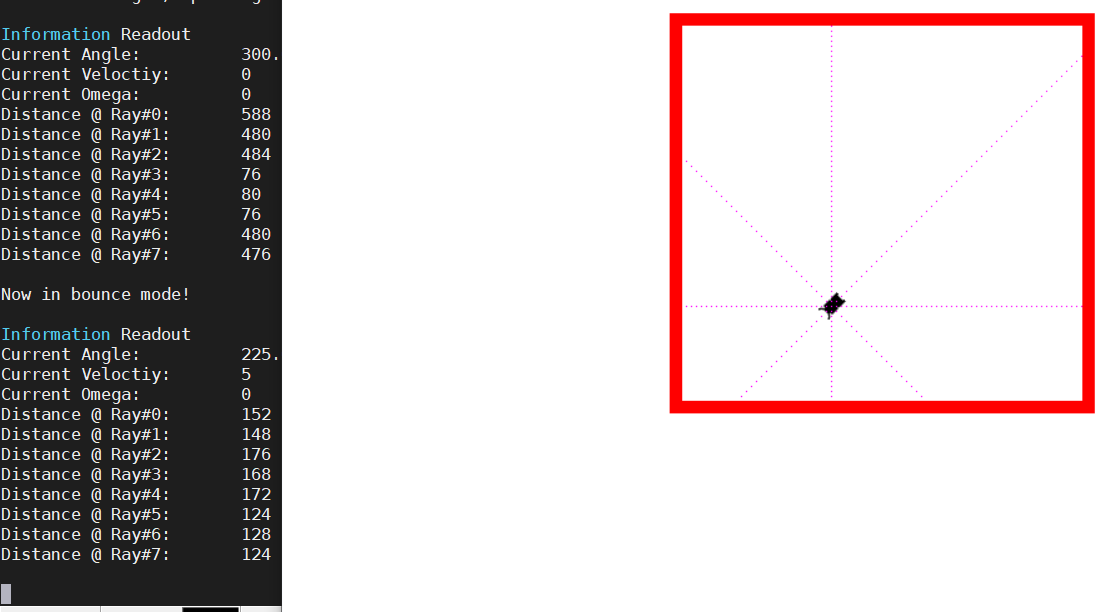 Information Readout
Current Angle: 300.
Current Veloctiy: 0
Current Omega: 0
Distance @ Ray#0: 588
Distance @ Ray#1: 480
Distance @ Ray#2: 484
Distance @ Ray#3: 76
Distance @ Ray#4: 80
Distance @ Ray#5: 76
Distance @ Ray#6: 480
Distance @ Ray#7: 476
Now in bounce mode!
Information Readout
Current Angle: 225.
Current Veloctiy: 5
Current Omega: 0
Distance @ Ray#0: 152
Distance @ Ray#1: 148
Distance @ Ray#2: 176
Distance @ Ray#3: 168
Distance @ Ray#4: 172
Distance @ Ray#5: 124
Distance @ Ray#6: 128
Distance @ Ray#7: 124